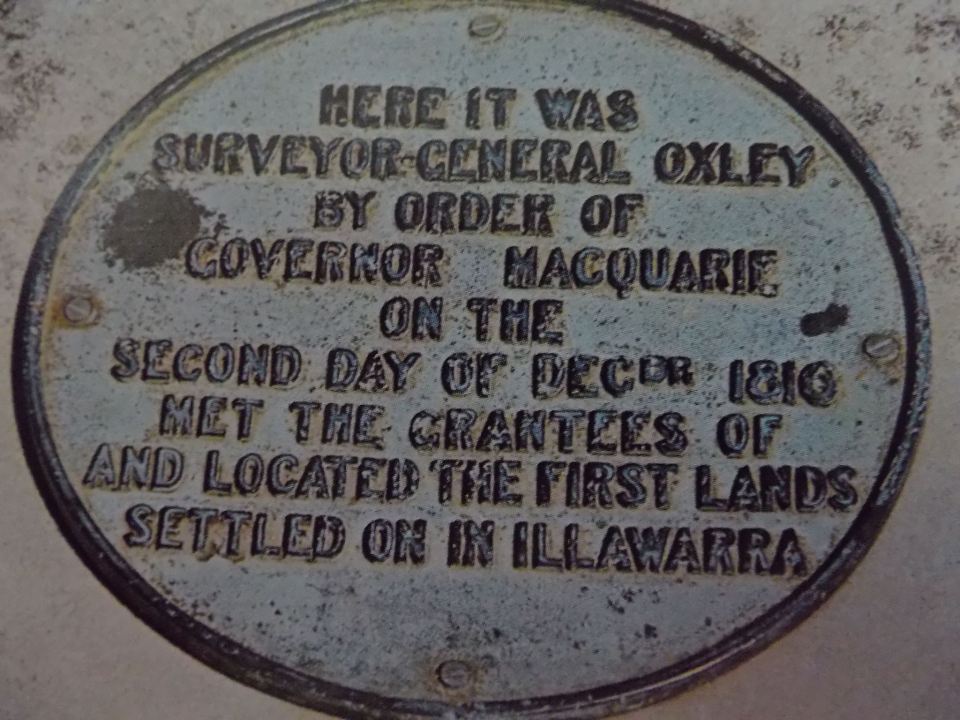 HERE IT WAS
SURVEYOR-GENERAL OXLEY
BY ORDER OF
GOVERNOR MACQUARIE
ON THE
SECOND DAY OF DECBR 1816
MET THE GRANTEES OF
AND LOCATED THE FIRST LANDS
SETTLED ON IN ILLAWARRA